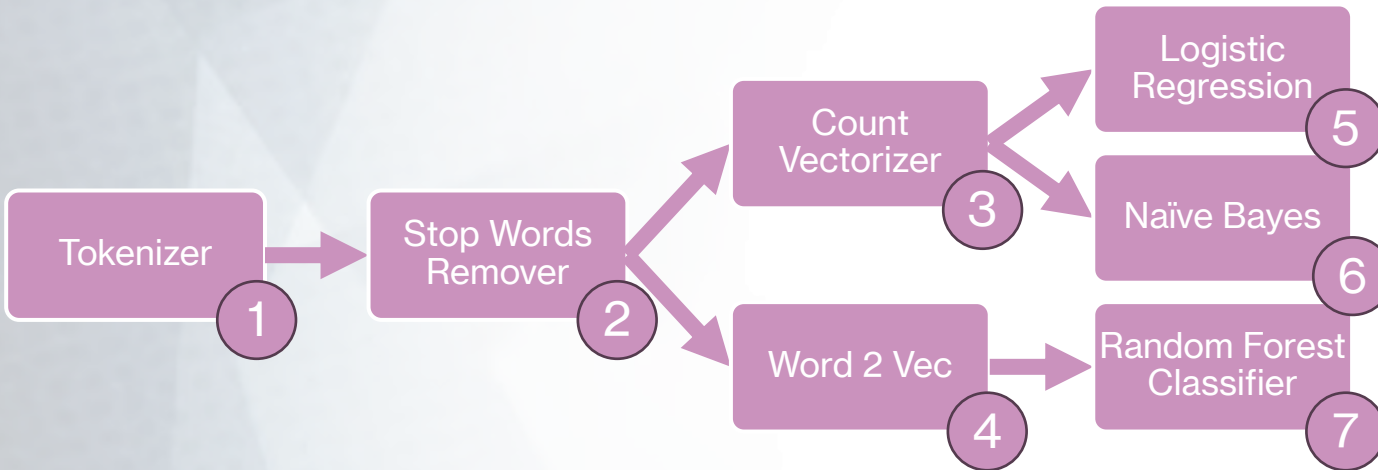 Tokenizer
1
Stop Words
Remover
2
Count
Vectorizer
3
Word 2 Vec
4
Logistic
Regression
5
Naïve Bayes
6
Random Forest
Classifier
7